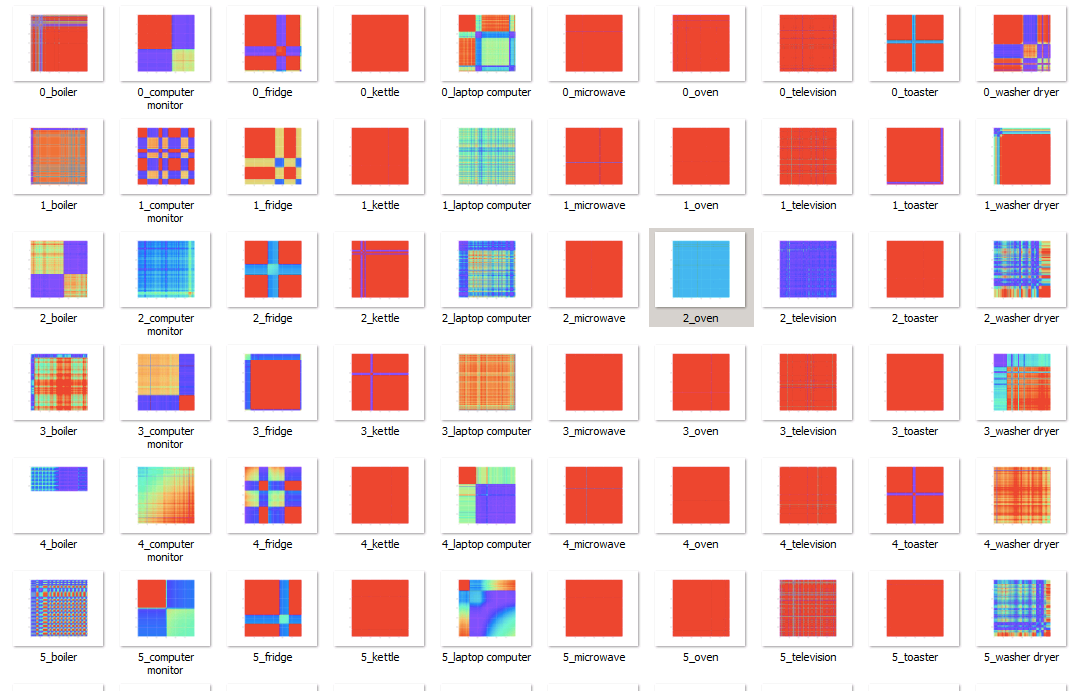 0_boiler 0_computer monitor 0_fridge 0_kettle 0_laptop computer 0_microwave 0_oven 0_television 0_toaster 0_washer dryer
1_boiler 1_computer monitor 1_fridge 1_kettle 1_laptop computer 1_microwave 1_oven 1_television 1_toaster 1_washer dryer
2_boiler 2_computer monitor 2_fridge 2_kettle 2_laptop computer 2_microwave 2_oven 2_television 2_toaster 2_washer dryer
3_boiler 3_computer monitor 3_fridge 3_kettle 3_laptop computer 3_microwave 3_oven 3_television 3_toaster 3_washer dryer
4_boiler 4_computer monitor 4_fridge 4_kettle 4_laptop computer 4_microwave 4_oven 4_television 4_toaster 4_washer dryer
5_boiler 5_computer monitor 5_fridge 5_kettle 5_laptop computer 5_microwave 5_oven 5_television 5_toaster 5_washer dryer